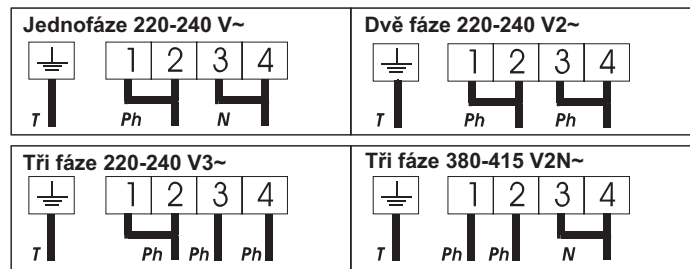 Jednofáze 220-240 V~
1 2 3 4
T Ph N
Dvě fáze 220-240 V2~
1 2 3 4
T Ph Ph
Tři fáze 220-240 V3~
1 2 3 4
T Ph Ph Ph
Tři fáze 380-415 V2N~
1 2 3 4
T Ph Ph N